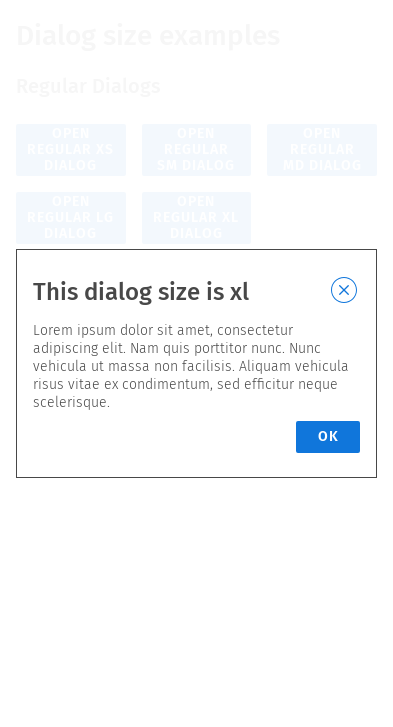 Dialog size examples
Regular Dialogs
OPEN
REGULAR XS
DIALOG
OPEN
REGULAR
SM DIALOG
OPEN
REGULAR
MD DIALOG
OPEN
REGULAR LG
DIALOG
OPEN
REGULAR XL
DIALOG
This dialog size is xl
Lorem ipsum dolor sit amet, consectetur
adipiscing elit. Nam quis porttitor nunc. Nunc
vehicula ut massa non facilisis. Aliquam vehicula
risus vitae ex condimentum, sed efficitur neque
scelerisque.
OK